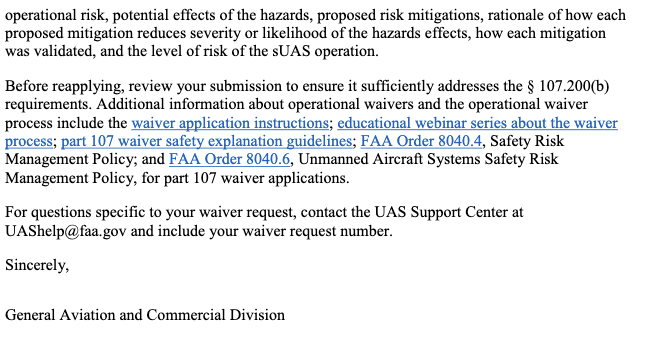 operational risk, potential effects of the hazards, proposed risk mitigations, rationale of how each
proposed mitigation reduces severity or likelihood of the hazards effects, how each mitigation
was validated, and the level of risk of the sUAS operation.
Before reapplying, review your submission to ensure it sufficiently addresses the § 107.200(b)
requirements. Additional information about operational waivers and the operational waiver
process include the waiver application instructions; educational webinar series about the waiver
process; part 107 waiver safety explanation guidelines; FAA Order 8040.4, Safety Risk
Management Policy; and FAA Order 8040.6, Unmanned Aircraft Systems Safety Risk
Management Policy, for part 107 waiver applications.
For questions specific to your waiver request, contact the UAS Support Center at
UAShelp@faa.gov and include your waiver request number.
Sincerely,
General Aviation and Commercial Division